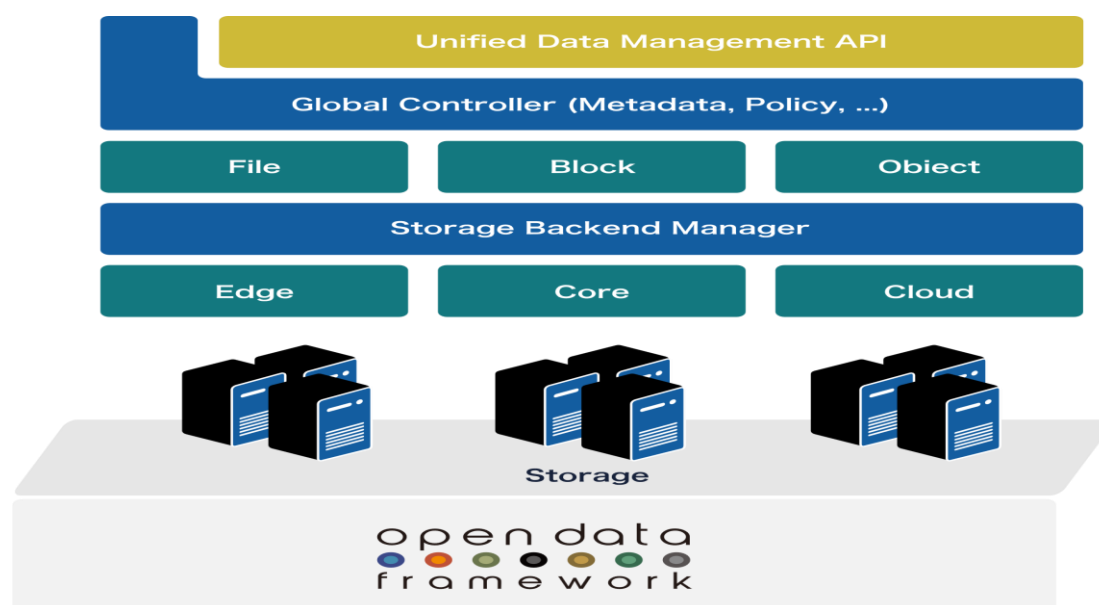 Unified Data Management API
Global Controller (Metadata, Policy, ...)
File
Block
Obiect
Storage Backend Manager
Edge
Core
Cloud
Storage
open data
framework